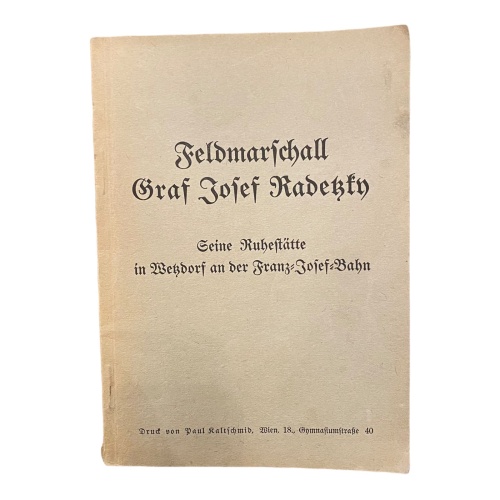 Feldmarſchall
Graf Joſef Radetzky
Seine Ruheſtätte
in Wetzdorf an der Franz-Joſef-Bahn
Druck von Paul Kaltſchmid, Wien, 18., Gymnaſiumſtraße 40